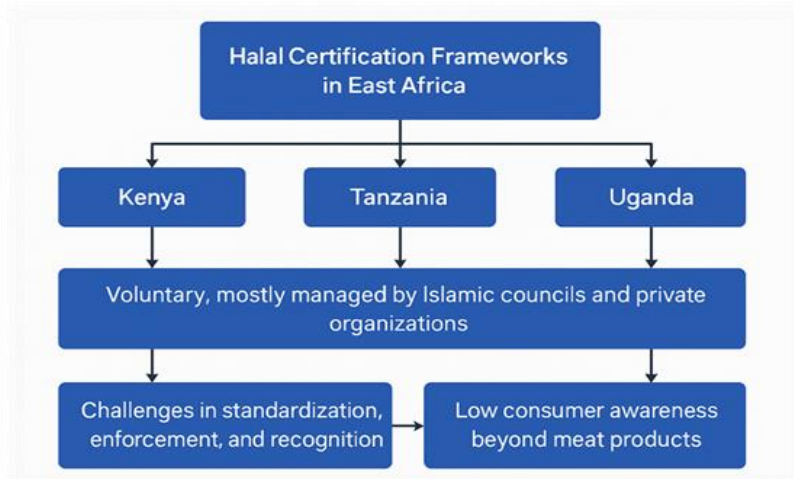 Halal Certification Frameworks
in East Africa
Kenya
Tanzania
Uganda
Voluntary, mostly managed by Islamic councils and private
organizations
Challenges in standardization,
enforcement, and recognition
Low consumer awareness
beyond meat products